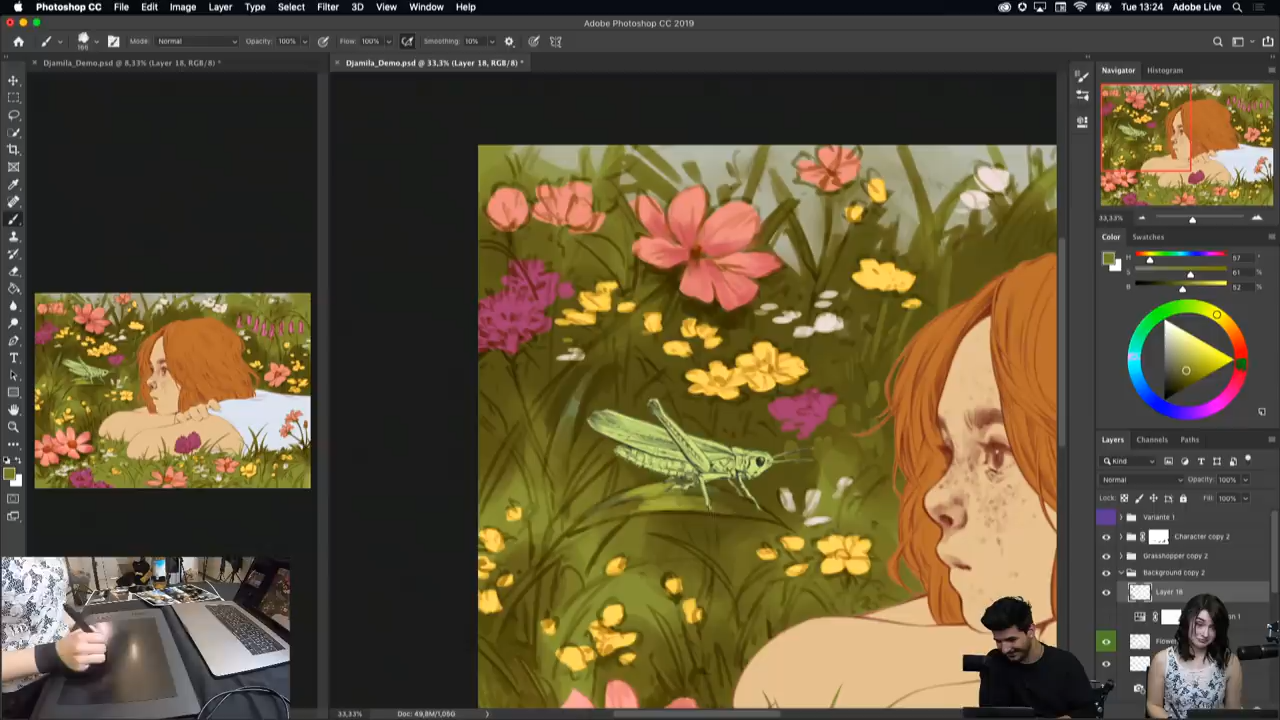 Photoshop CC File Edit Image Layer Type Select Filter 3D View Window Help Tue 13:24 Adobe Live
Adobe Photoshop CC 2019
166 Mode: Normal Opacity: 100% Flow: 100% Smoothing: 10%
Djamila_Demo.psd @ 8,33% (Layer 18, RGB/8) *
Djamila_Demo.psd @ 33,3% (Layer 18, RGB/8) *
Navigator Histogram
33,33%
Color Swatches
H 57 °
S 61 %
B 52 %
Layers Channels Paths
Kind
Normal Opacity: 100%
Lock: Fill: 100%
Variante 1
Character copy 2
Grasshopper copy 2
Background copy 2
Layer 18
33,33% Doc: 49,8M/1,05G